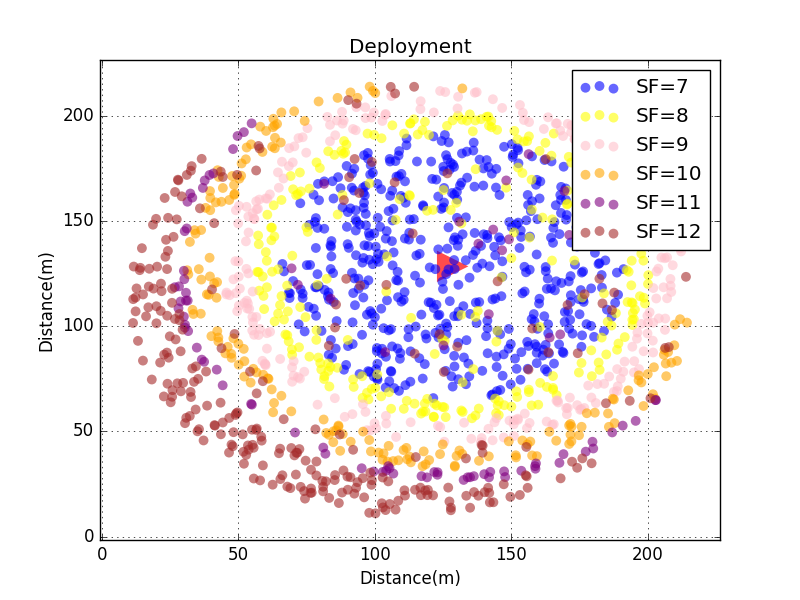 Deployment
SF=7
SF=8
SF=9
SF=10
SF=11
SF=12
200
150
100
50
0
Distance(m)
0 50 100 150 200
Distance(m)